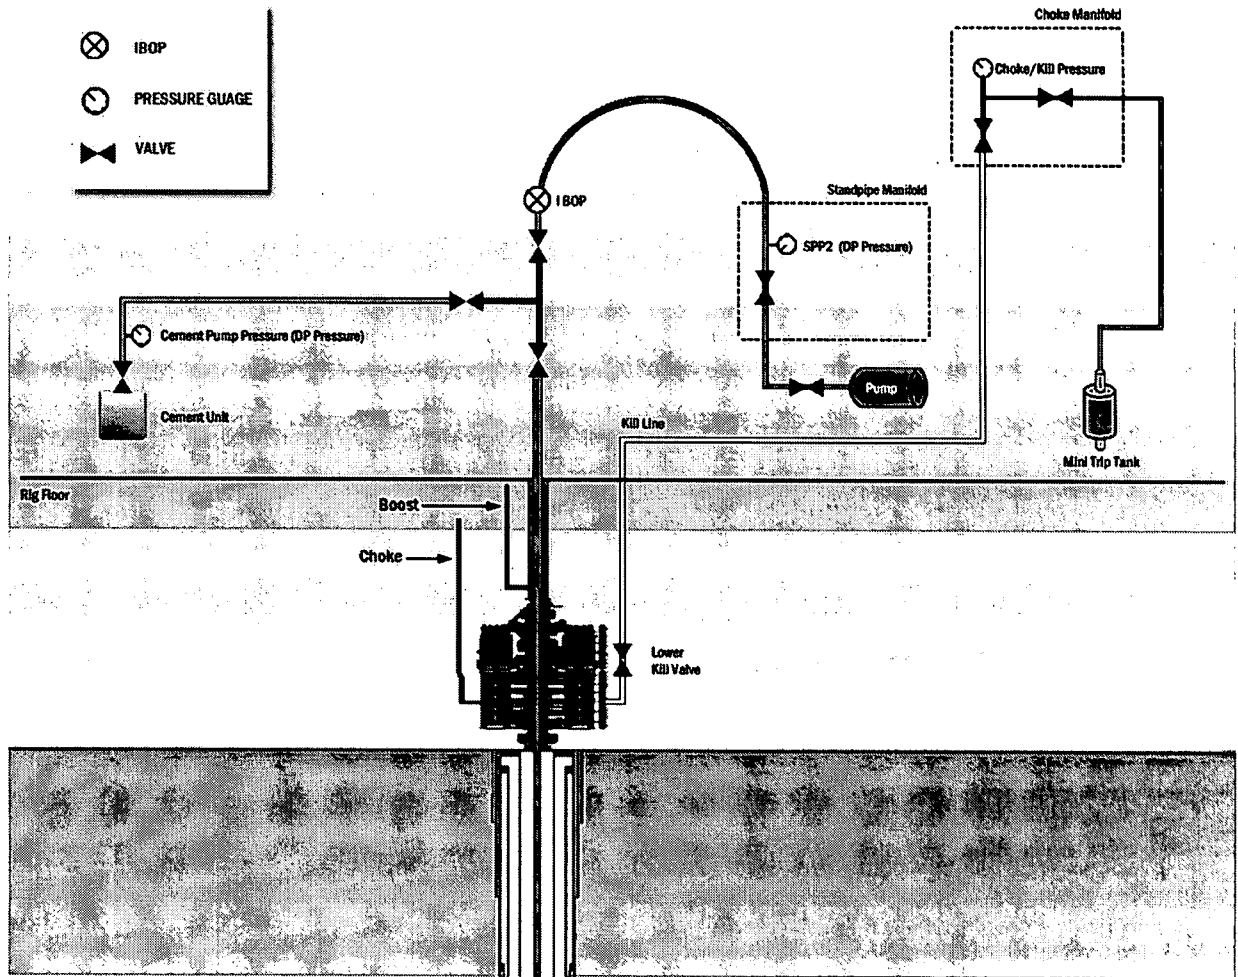 IBOP
PRESSURE GUAGE
VALVE
Choke Manifold
Choke/Kill Pressure
I BOP
Standpipe Manifold
SPP2 (DP Pressure)
Cement Pump Pressure (DP Pressure)
Cement Unit
Pump
Kill Line
Mini Trip Tank
Rig Floor
Boost
Choke
Lower
Kill Valve